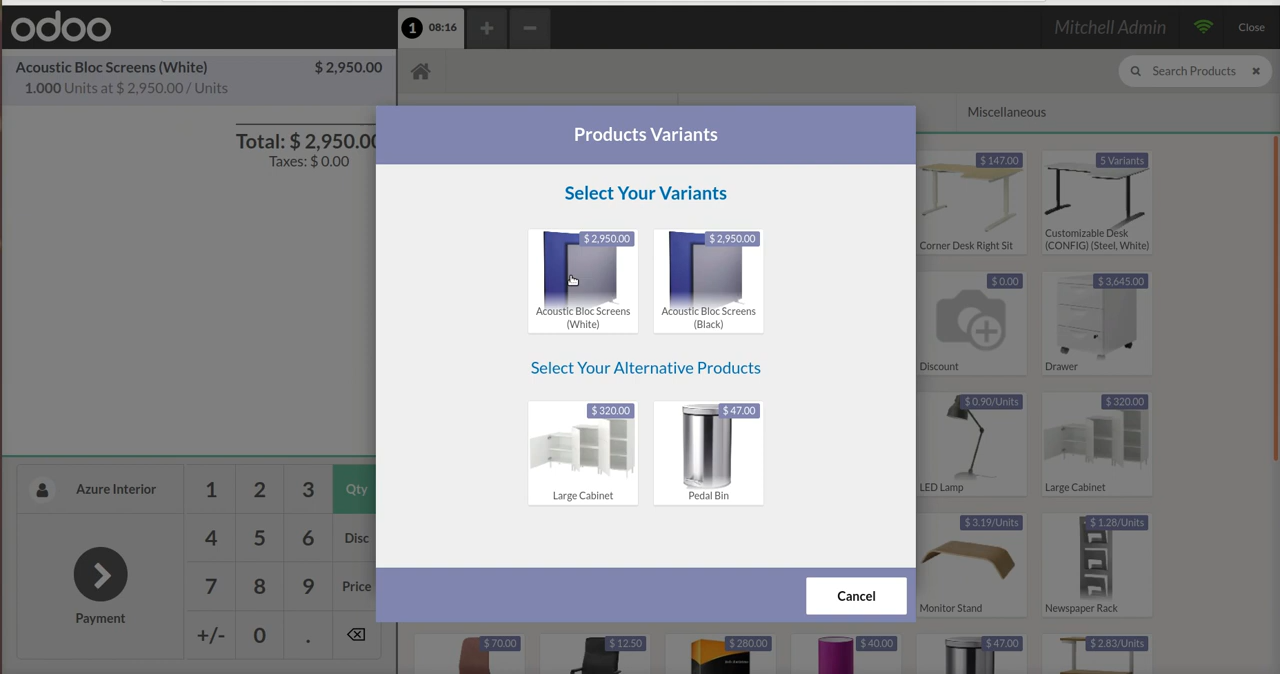 odoo
1 08:16 + −
Mitchell Admin
Close
Acoustic Bloc Screens (White) $ 2,950.00
1.000 Units at $ 2,950.00 / Units
Total: $ 2,950.00
Taxes: $ 0.00
Search Products ×
Miscellaneous
Products Variants
Select Your Variants
$ 2,950.00
Acoustic Bloc Screens
(White)
$ 2,950.00
Acoustic Bloc Screens
(Black)
Select Your Alternative Products
$ 320.00
Large Cabinet
$ 47.00
Pedal Bin
Cancel
$ 147.00
Corner Desk Right Sit
5 Variants
Customizable Desk
(CONFIG) (Steel, White)
$ 0.00
Discount
$ 3,645.00
Drawer
$ 0.90/Units
LED Lamp
$ 320.00
Large Cabinet
$ 3.19/Units
Monitor Stand
$ 1.28/Units
Newspaper Rack
$ 70.00
$ 12.50
$ 280.00
$ 40.00
$ 47.00
$ 2.83/Units
Azure Interior
Payment
1 2 3 Qty
4 5 6 Disc
7 8 9 Price
+/- 0 .